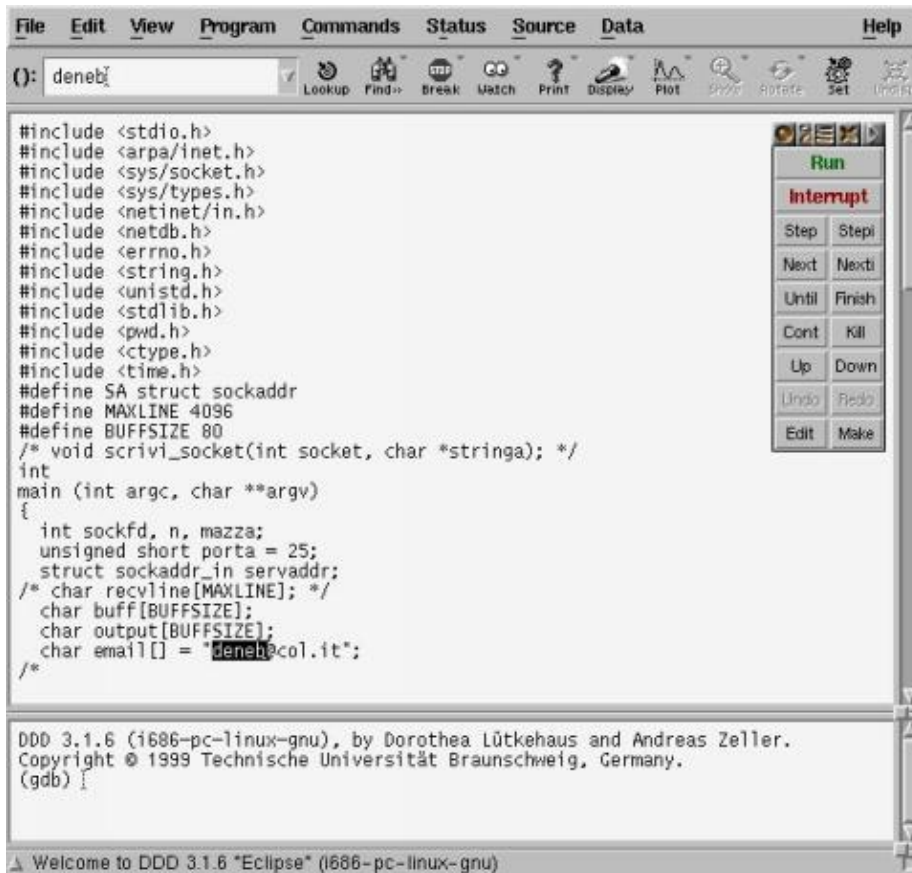 File Edit View Program Commands Status Source Data Help
(): deneb
Lookup Find» Break Watch Print Display Plot Rotate Set
#include <stdio.h>
#include <arpa/inet.h>
#include <sys/socket.h>
#include <sys/types.h>
#include <netinet/in.h>
#include <netdb.h>
#include <errno.h>
#include <string.h>
#include <unistd.h>
#include <stdlib.h>
#include <pwd.h>
#include <ctype.h>
#include <time.h>
#define SA struct sockaddr
#define MAXLINE 4096
#define BUFFSIZE 80
/* void scrivi_socket(int socket, char *stringa); */
int
main (int argc, char **argv)
{
int sockfd, n, mazza;
unsigned short porta = 25;
struct sockaddr_in servaddr;
/* char recvline[MAXLINE]; */
char buff[BUFFSIZE];
char output[BUFFSIZE];
char email[] = "deneb@col.it";
/*
Run
Interrupt
Step Stepi
Next Nexti
Until Finish
Cont Kill
Up Down
Undo Redo
Edit Make
DDD 3.1.6 (i686-pc-linux-gnu), by Dorothea Lütkehaus and Andreas Zeller.
Copyright © 1999 Technische Universität Braunschweig, Germany.
(gdb)
Welcome to DDD 3.1.6 "Eclipse" (i686-pc-linux-gnu)